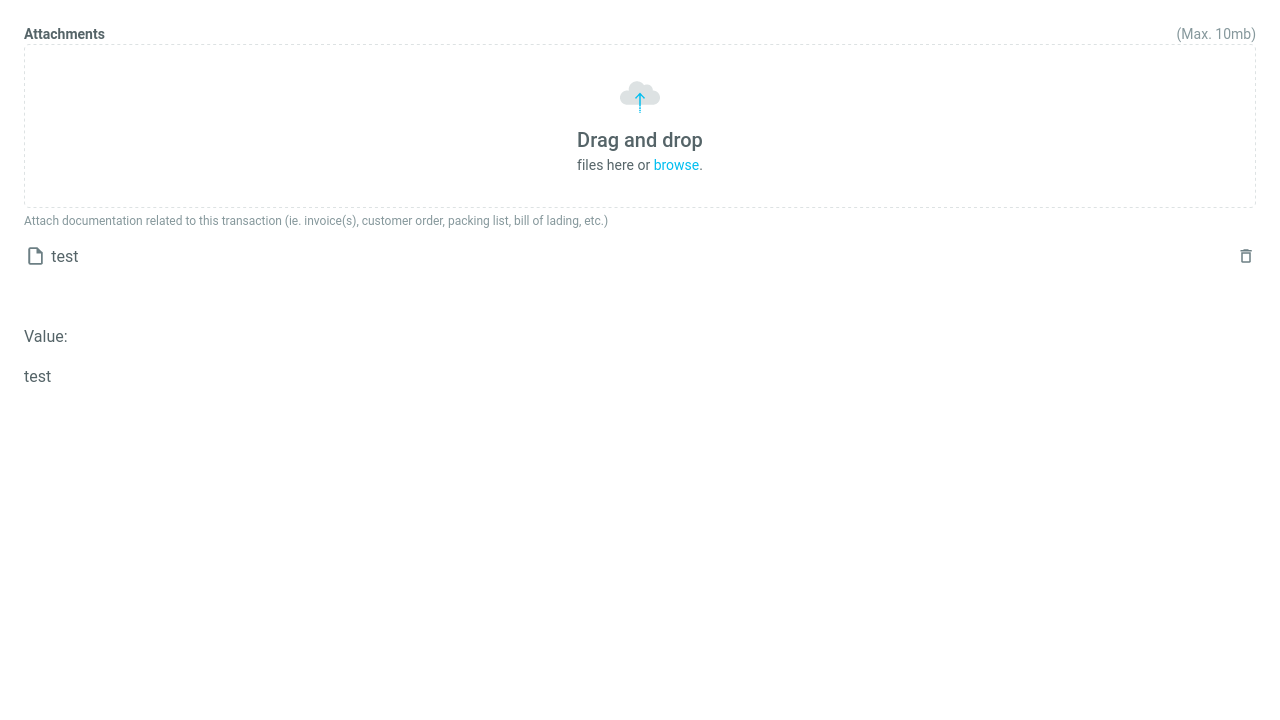 Attachments
(Max. 10mb)
Drag and drop
files here or browse.
Attach documentation related to this transaction (ie. invoice(s), customer order, packing list, bill of lading, etc.)
test
Value:
test